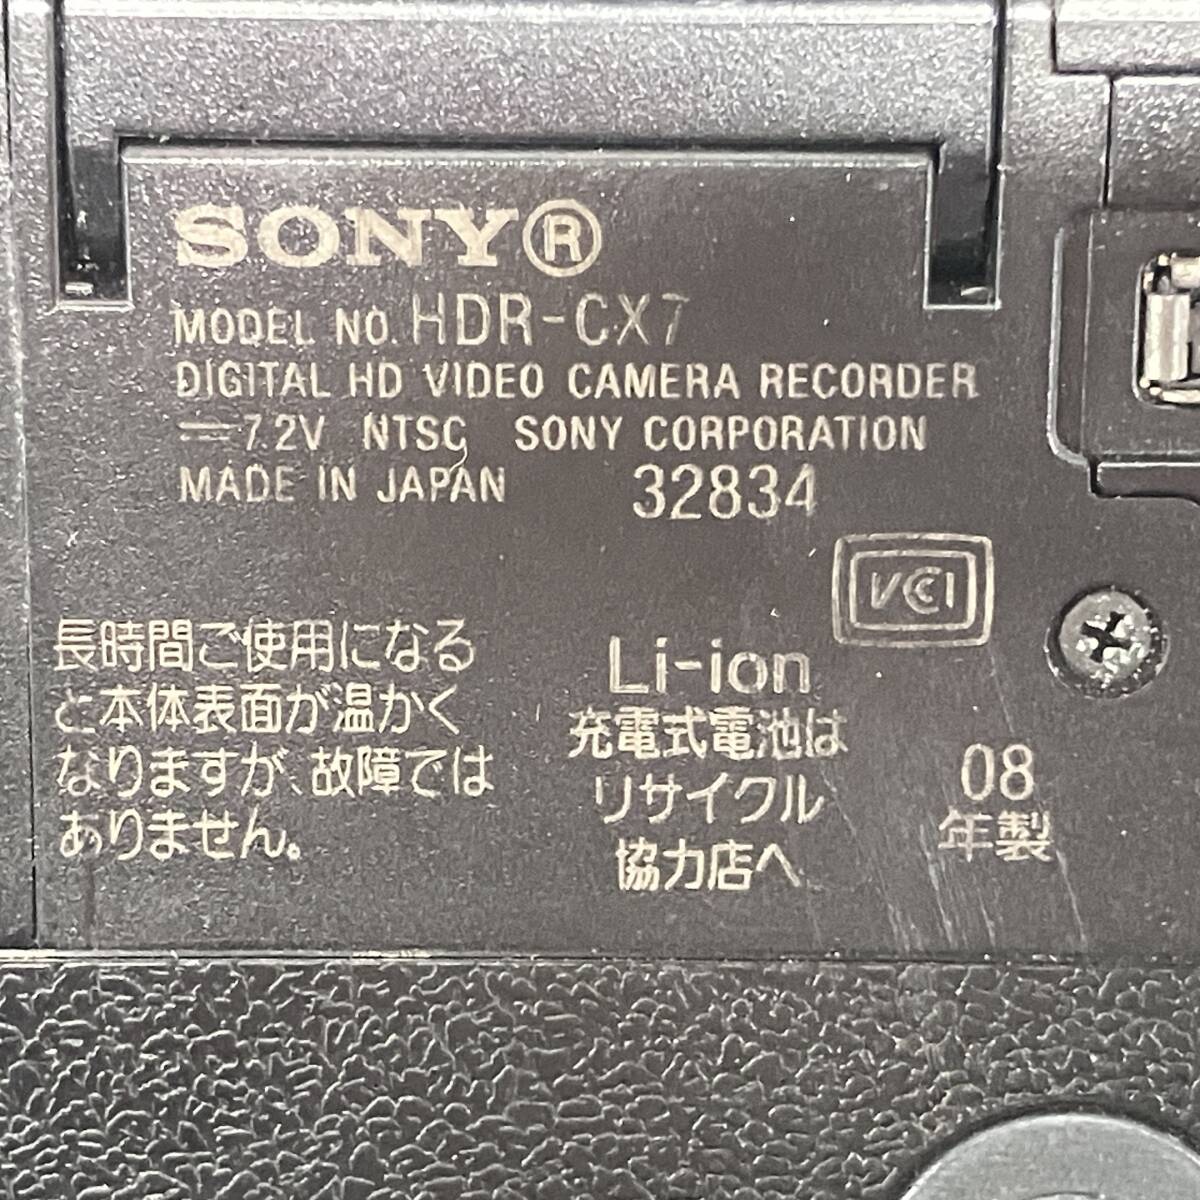 SONY®
MODEL NO. HDR-CX7
DIGITAL HD VIDEO CAMERA RECORDER
⎓7.2V NTSC SONY CORPORATION
MADE IN JAPAN 32834
VCCI
長時間ご使用になる
と本体表面が温かく
なりますが、故障では
ありません。
Li-ion
充電式電池は
リサイクル
協力店へ
08
年製